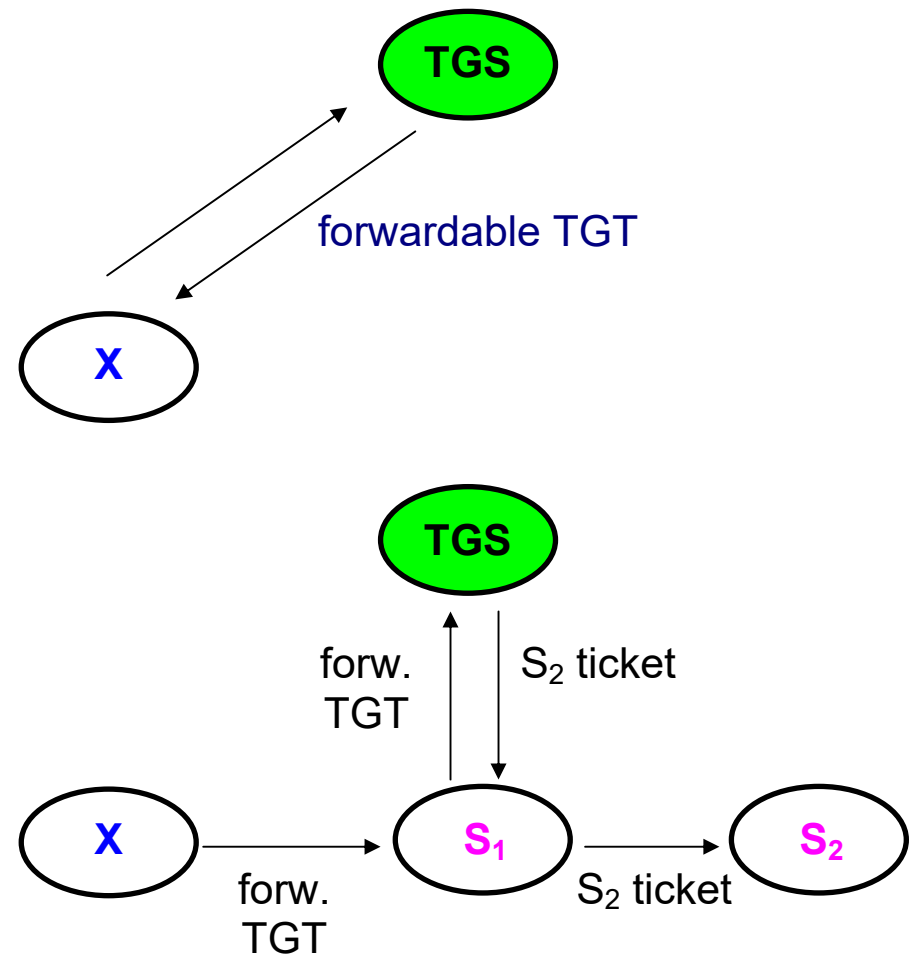 TGS
forwardable TGT
X
TGS
forw.
TGT
S₂ ticket
X
S₁
S₂
forw.
TGT
S₂ ticket